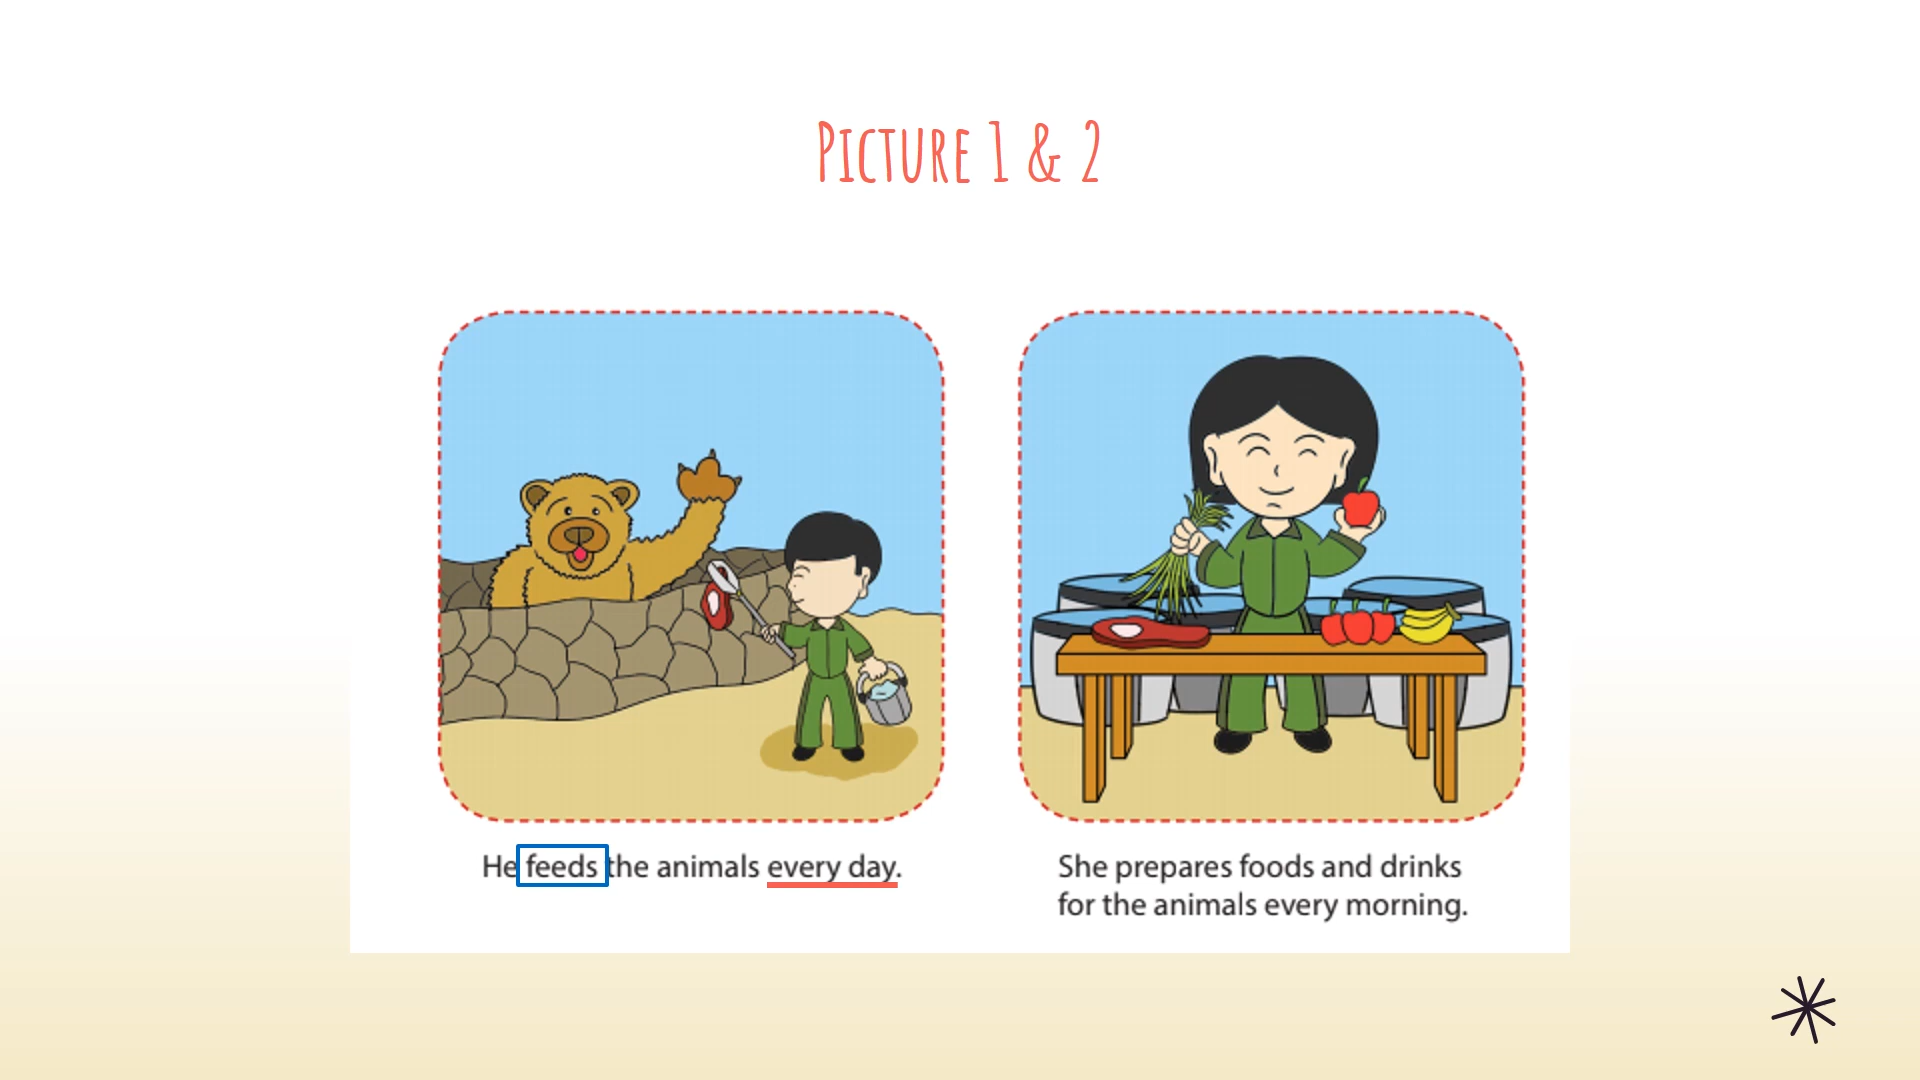 PICTURE 1 & 2
He feeds the animals every day.
She prepares foods and drinks
for the animals every morning.